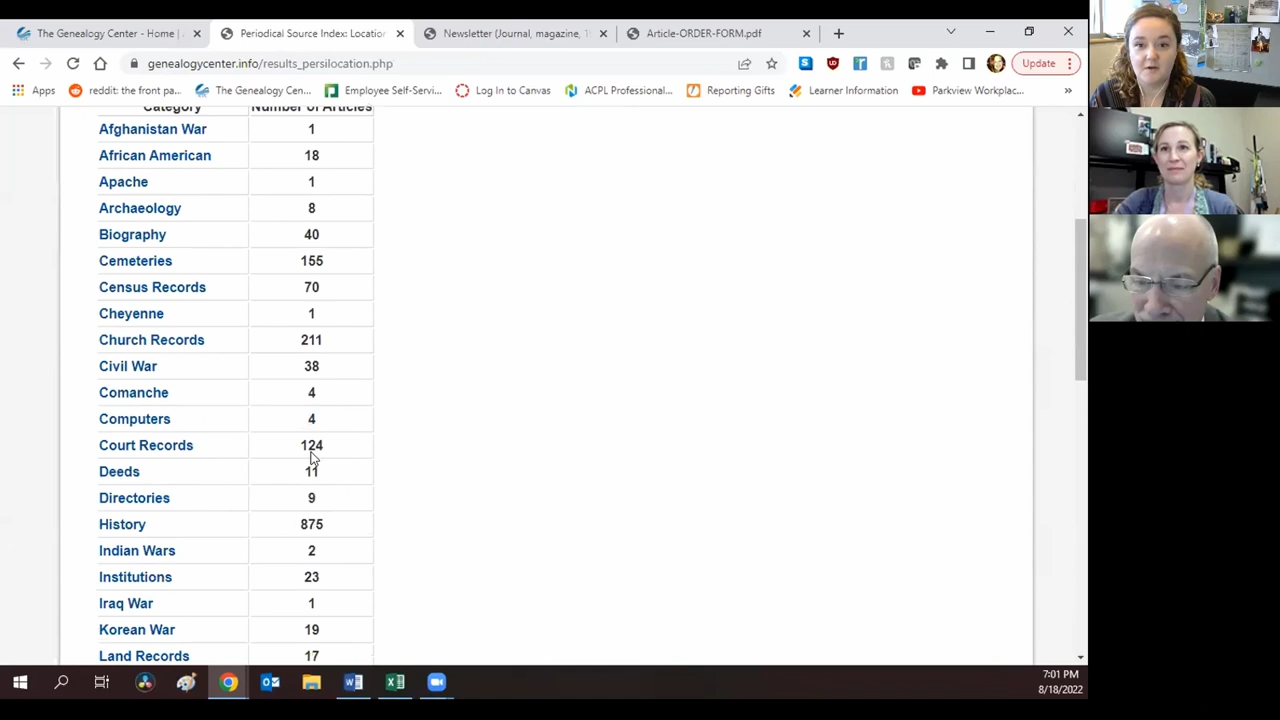 The Genealogy Center - Home |
Periodical Source Index: Location
Newsletter (Journal, magazine, 1
Article-ORDER-FORM.pdf
genealogycenter.info/results_persilocation.php
Update
Apps
reddit: the front pa...
The Genealogy Cen...
Employee Self-Servi...
Log In to Canvas
ACPL Professional...
Reporting Gifts
Learner Information
Parkview Workplac...
»
Category Number of Articles
Afghanistan War 1
African American 18
Apache 1
Archaeology 8
Biography 40
Cemeteries 155
Census Records 70
Cheyenne 1
Church Records 211
Civil War 38
Comanche 4
Computers 4
Court Records 124
Deeds 11
Directories 9
History 875
Indian Wars 2
Institutions 23
Iraq War 1
Korean War 19
Land Records 17
7:01 PM
8/18/2022